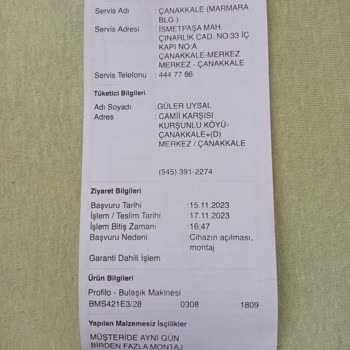 Servis Adı : ÇANAKKALE (MARMARA
BLG.)
Servis Adresi : İSMETPAŞA MAH.
ÇINARLIK CAD. NO:33 İÇ
KAPI NO:A
ÇANAKKALE-MERKEZ
MERKEZ - ÇANAKKALE
Servis Telefonu : 444 77 66
Tüketici Bilgileri
Adı Soyadı :GÜLER UYSAL
Adres : CAMİİ KARŞISI
KURŞUNLU KÖYÜ-
ÇANAKKALE+(D)
MERKEZ / ÇANAKKALE
(545) 391-2274
Ziyaret Bilgileri
Başvuru Tarihi :15.11.2023
İşlem / Teslim Tarihi :17.11.2023
İşlem Bitiş Zamanı :16:47
Başvuru Nedeni :Cihazın açılması,
montaj
Garanti Dahili İşlem
Ürün Bilgileri
Profilo - Bulaşık Makinesi
BMS421E3/28 0308 1809
Yapılan Malzemesiz İşçilikler
MÜŞTERİDE AYNI GÜN
BİRDEN FAZLA MONTAJ